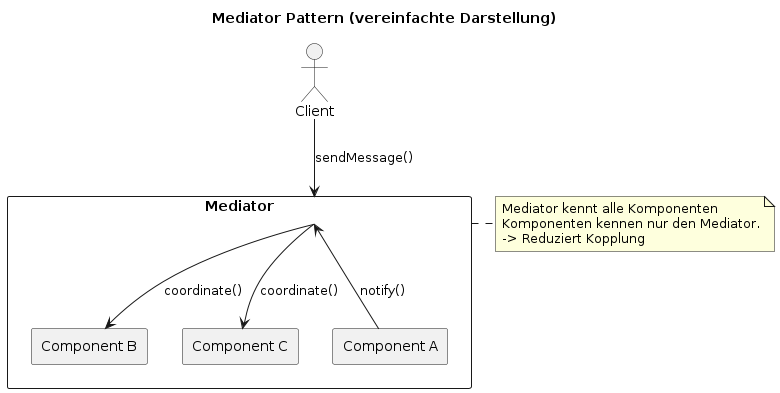 Mediator Pattern (vereinfachte Darstellung)
Client
sendMessage()
Mediator
Mediator kennt alle Komponenten
Komponenten kennen nur den Mediator.
-> Reduziert Kopplung
coordinate()
coordinate()
notify()
Component B
Component C
Component A